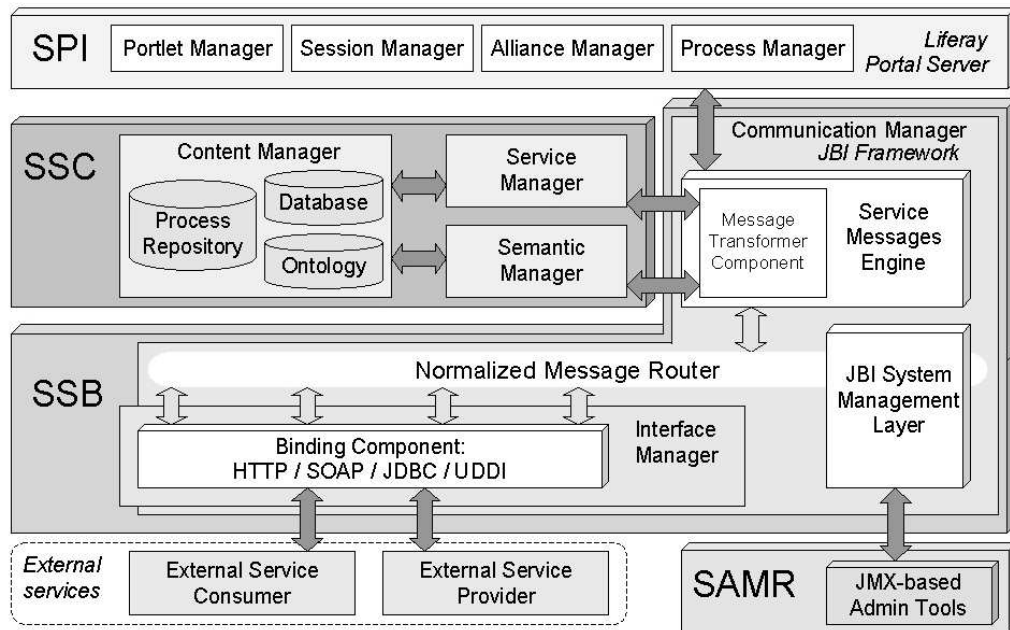 SPI
Portlet Manager
Session Manager
Alliance Manager
Process Manager
Liferay
Portal Server
SSC
Content Manager
Process
Repository
Database
Ontology
Service
Manager
Semantic
Manager
Communication Manager
JBI Framework
Message
Transformer
Component
Service
Messages
Engine
SSB
Normalized Message Router
JBI System
Management
Layer
Binding Component:
HTTP / SOAP / JDBC / UDDI
Interface
Manager
External
services
External Service
Consumer
External Service
Provider
SAMR
JMX-based
Admin Tools